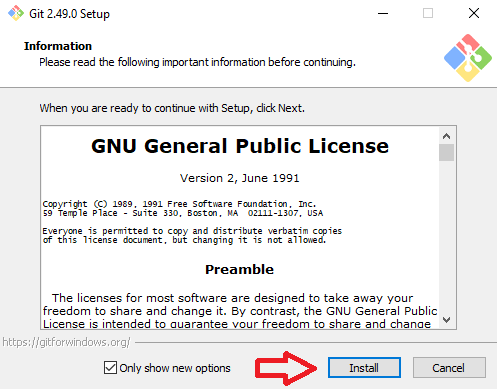 Git 2.49.0 Setup
Information
Please read the following important information before continuing.
When you are ready to continue with Setup, click Next.
GNU General Public License
Version 2, June 1991
Copyright (C) 1989, 1991 Free Software Foundation, Inc.
59 Temple Place - Suite 330, Boston, MA  02111-1307, USA
Everyone is permitted to copy and distribute verbatim copies
of this license document, but changing it is not allowed.
Preamble
The licenses for most software are designed to take away your
freedom to share and change it. By contrast, the GNU General Public
License is intended to guarantee your freedom to share and change
https://gitforwindows.org/
Only show new options
Install
Cancel